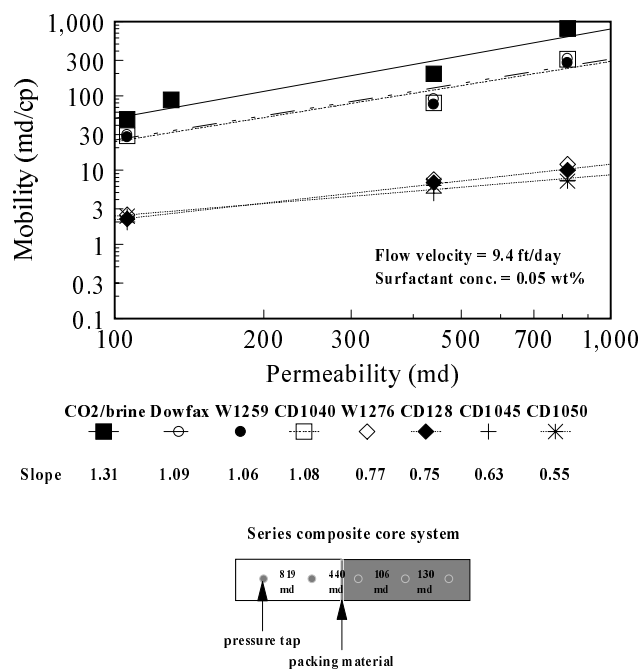 1,000
300
100
30
10
3
1
0.3
0.1
Mobility (md/cp)
Flow velocity = 9.4 ft/day
Surfactant conc. = 0.05 wt%
100 200 300 500 1,000
Permeability (md)
CO2/brine Dowfax W1259 CD1040 W1276 CD128 CD1045 CD1050
Slope 1.31 1.09 1.06 1.08 0.77 0.75 0.63 0.55
Series composite core system
819 440 106 130
md md md md
pressure tap
packing material